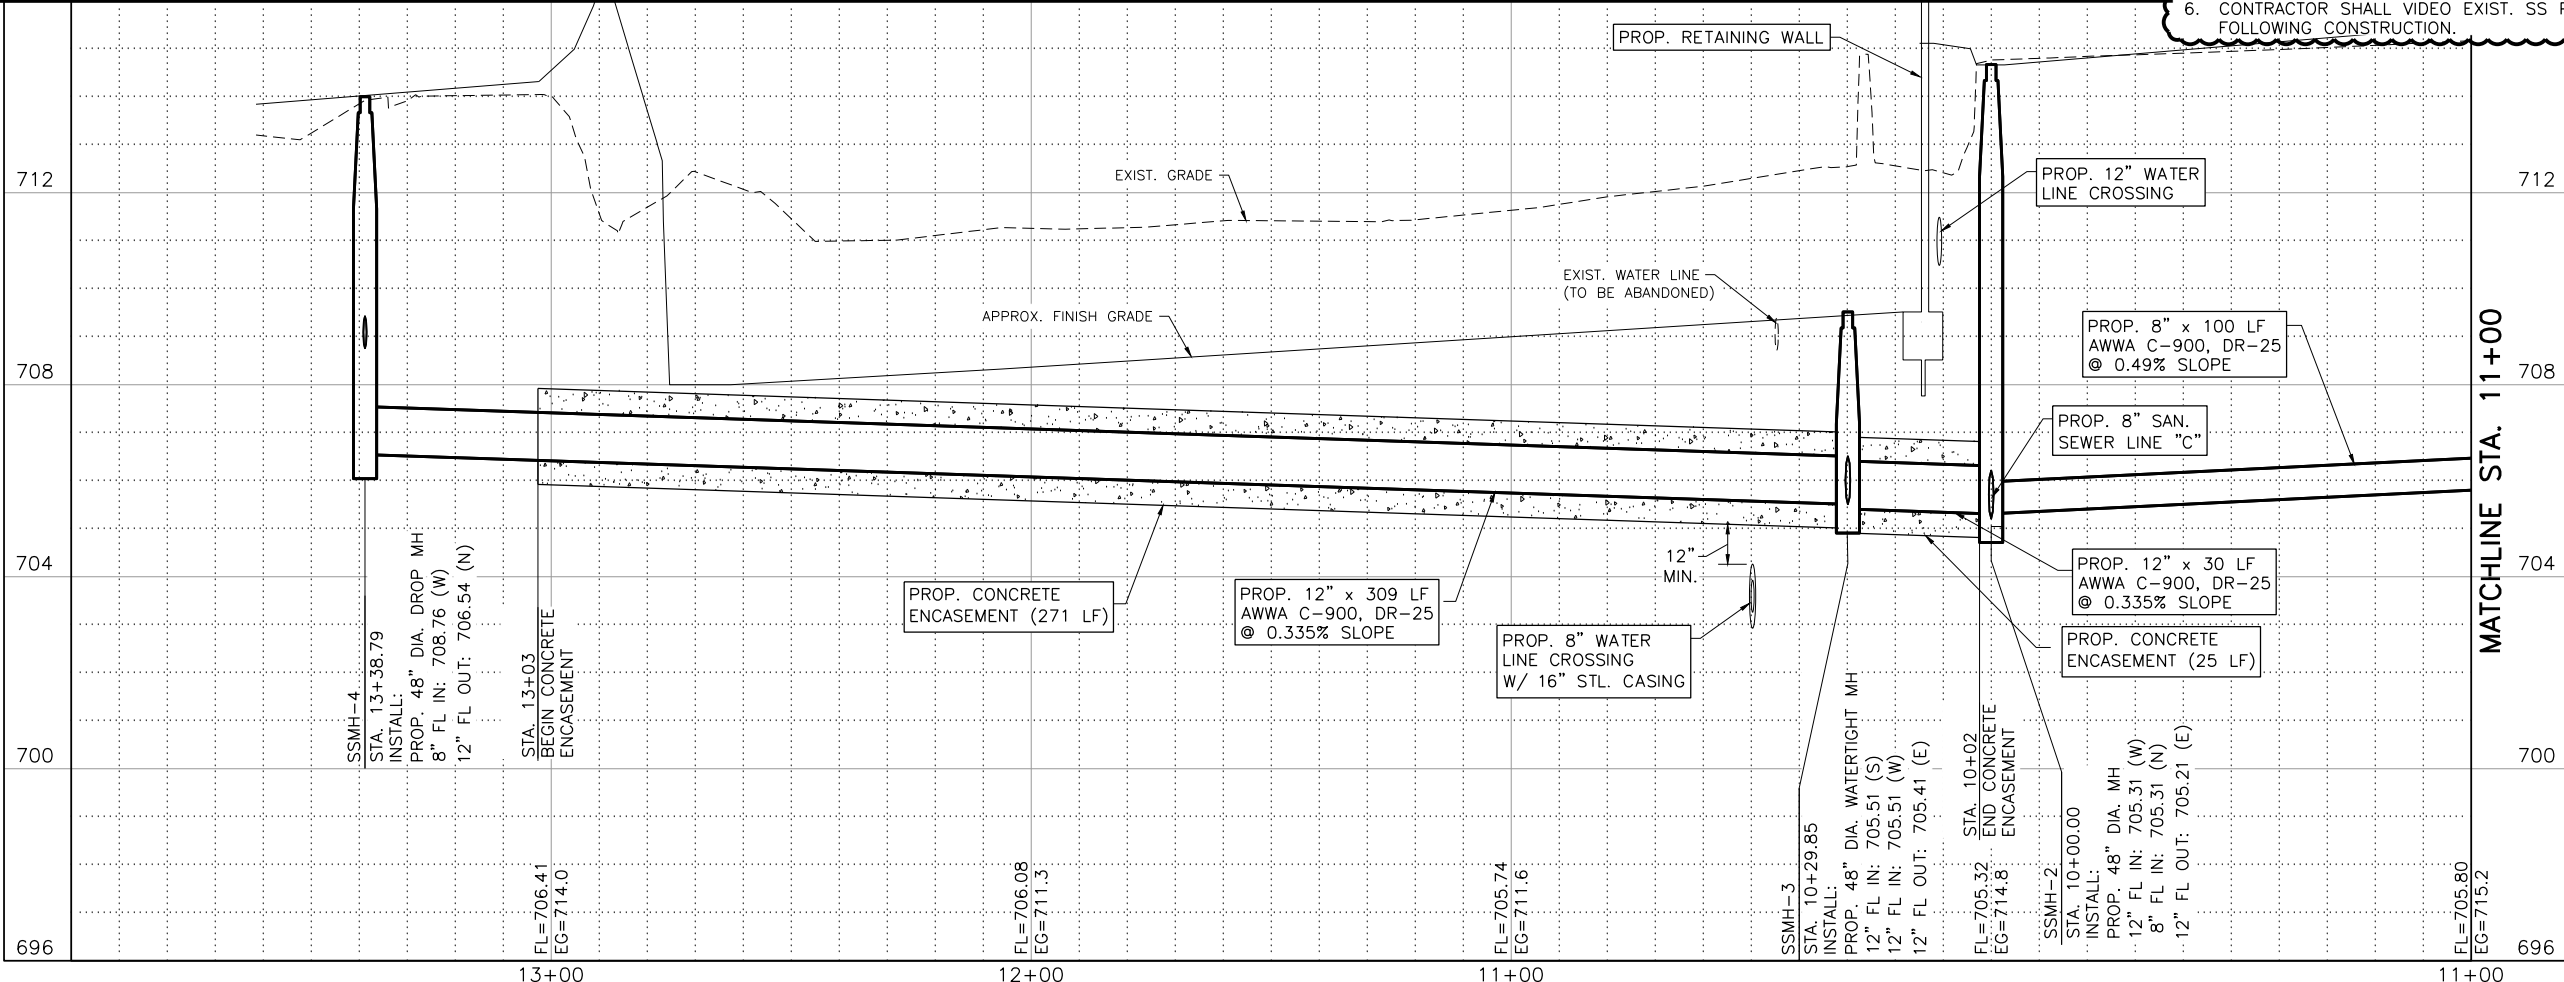 6. CONTRACTOR SHALL VIDEO EXIST. SS
FOLLOWING CONSTRUCTION.
PROP. RETAINING WALL
712
EXIST. GRADE
PROP. 12" WATER
LINE CROSSING
712
EXIST. WATER LINE
(TO BE ABANDONED)
APPROX. FINISH GRADE
PROP. 8" x 100 LF
AWWA C-900, DR-25
@ 0.49% SLOPE
708
708
PROP. 8" SAN.
SEWER LINE "C"
MATCHLINE STA. 11+00
704
12"
MIN.
704
PROP. CONCRETE
ENCASEMENT (271 LF)
PROP. 12" x 309 LF
AWWA C-900, DR-25
@ 0.335% SLOPE
PROP. 8" WATER
LINE CROSSING
W/ 16" STL. CASING
PROP. 12" x 30 LF
AWWA C-900, DR-25
@ 0.335% SLOPE
PROP. CONCRETE
ENCASEMENT (25 LF)
SSMH-4
STA. 13+38.79
INSTALL:
PROP. 48" DIA. DROP MH
8" FL IN: 708.76 (W)
12" FL OUT: 706.54 (N)
STA. 13+03
BEGIN CONCRETE
ENCASEMENT
700
700
SSMH-3
STA. 10+29.85
INSTALL:
PROP. 48" DIA. WATERTIGHT MH
12" FL IN: 705.51 (S)
12" FL IN: 705.51 (W)
12" FL OUT: 705.41 (E)
STA. 10+02
END CONCRETE
ENCASEMENT
SSMH-2
STA. 10+00.00
INSTALL:
PROP. 48" DIA. MH
12" FL IN: 705.31 (W)
8" FL IN: 705.31 (N)
12" FL OUT: 705.21 (E)
FL=706.41
EG=714.0
FL=706.08
EG=711.3
FL=705.74
EG=711.6
FL=705.32
EG=714.8
FL=705.80
EG=715.2
696
696
13+00
12+00
11+00
11+00